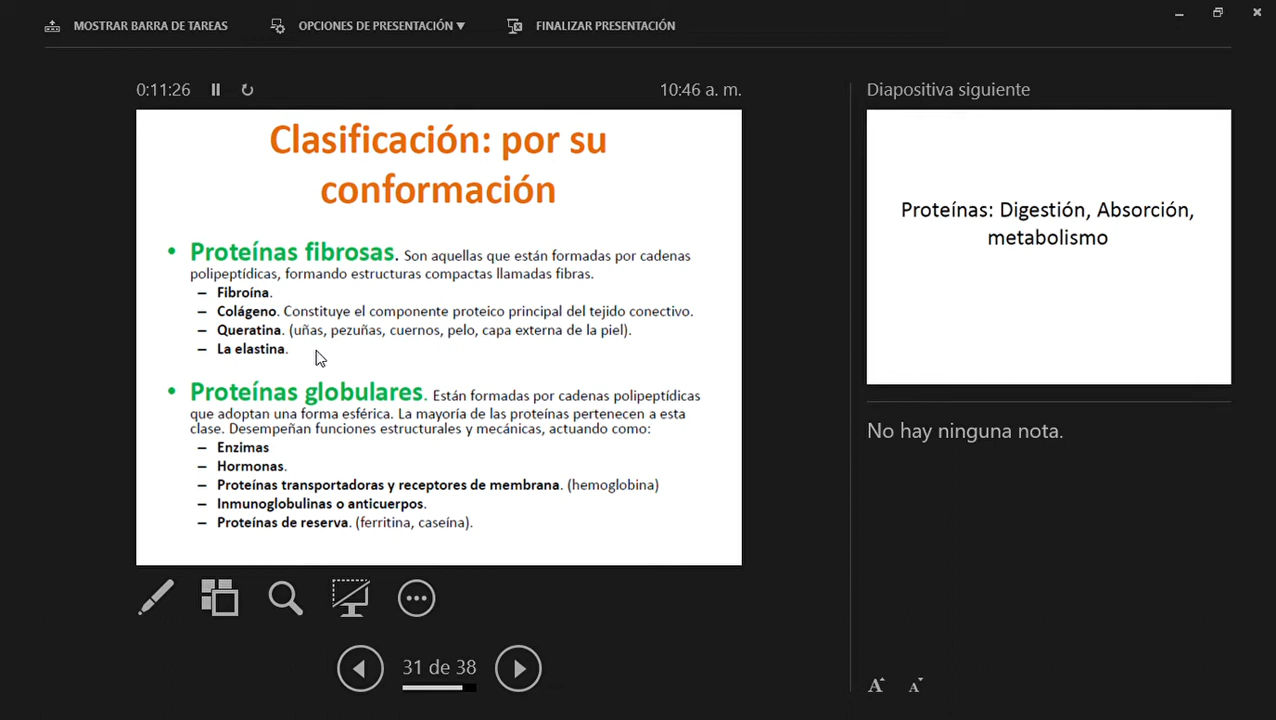 MOSTRAR BARRA DE TAREAS
OPCIONES DE PRESENTACIÓN ▼
FINALIZAR PRESENTACIÓN
0:11:26
10:46 a. m.
Clasificación: por su
conformación
• Proteínas fibrosas. Son aquellas que están formadas por cadenas
polipeptídicas, formando estructuras compactas llamadas fibras.
– Fibroína.
– Colágeno. Constituye el componente proteico principal del tejido conectivo.
– Queratina. (uñas, pezuñas, cuernos, pelo, capa externa de la piel).
– La elastina.
• Proteínas globulares. Están formadas por cadenas polipeptídicas
que adoptan una forma esférica. La mayoría de las proteínas pertenecen a esta
clase. Desempeñan funciones estructurales y mecánicas, actuando como:
– Enzimas
– Hormonas.
– Proteínas transportadoras y receptores de membrana. (hemoglobina)
– Inmunoglobulinas o anticuerpos.
– Proteínas de reserva. (ferritina, caseína).
31 de 38
Diapositiva siguiente
Proteínas: Digestión, Absorción,
metabolismo
No hay ninguna nota.
A A